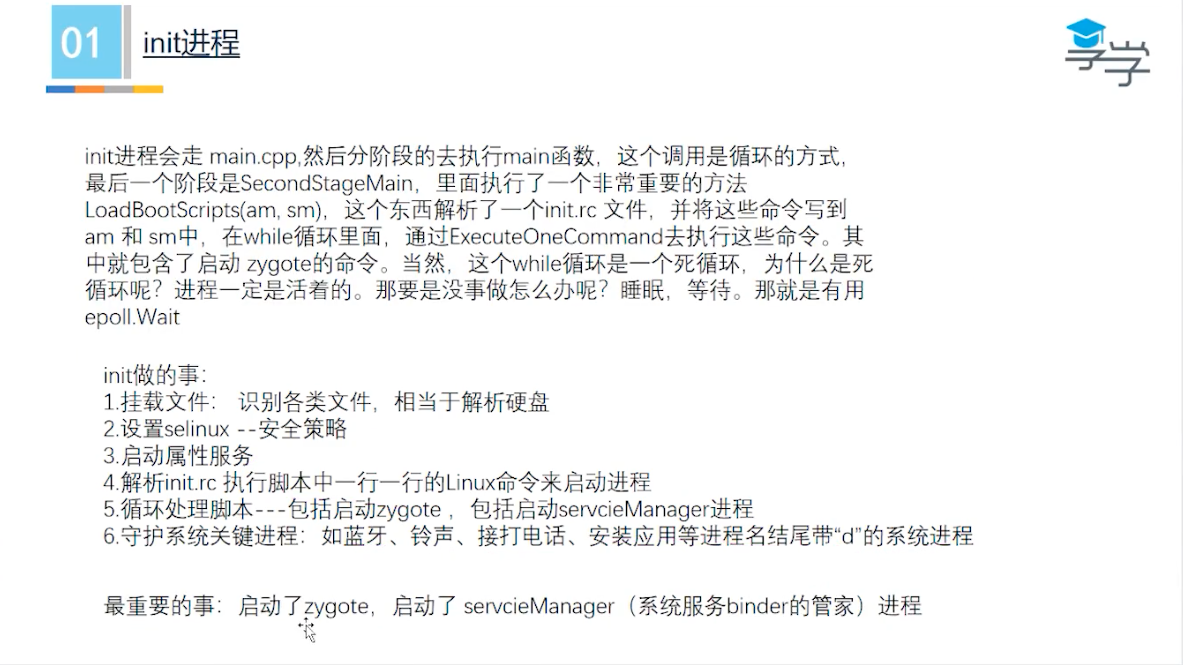 01
init进程
学学
init进程会走 main.cpp,然后分阶段的去执行main函数，这个调用是循环的方式，
最后一个阶段是SecondStageMain，里面执行了一个非常重要的方法
LoadBootScripts(am, sm)，这个东西解析了一个init.rc 文件，并将这些命令写到
am 和 sm中，在while循环里面，通过ExecuteOneCommand去执行这些命令。其
中就包含了启动 zygote的命令。当然，这个while循环是一个死循环，为什么是死
循环呢？进程一定是活着的。那要是没事做怎么办呢？睡眠，等待。那就是有用
epoll.Wait
init做的事：
1.挂载文件： 识别各类文件，相当于解析硬盘
2.设置selinux --安全策略
3.启动属性服务
4.解析init.rc 执行脚本中一行一行的Linux命令来启动进程
5.循环处理脚本---包括启动zygote ，包括启动servcieManager进程
6.守护系统关键进程：如蓝牙、铃声、接打电话、安装应用等进程名结尾带“d”的系统进程
最重要的事：启动了zygote，启动了 servcieManager（系统服务binder的管家）进程